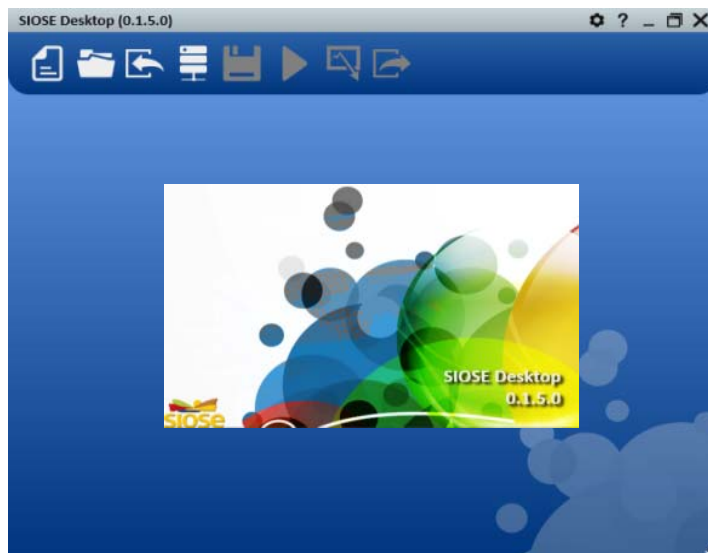 SIOSE Desktop (0.1.5.0)
?
SIOSE Desktop
0.1.5.0
siose